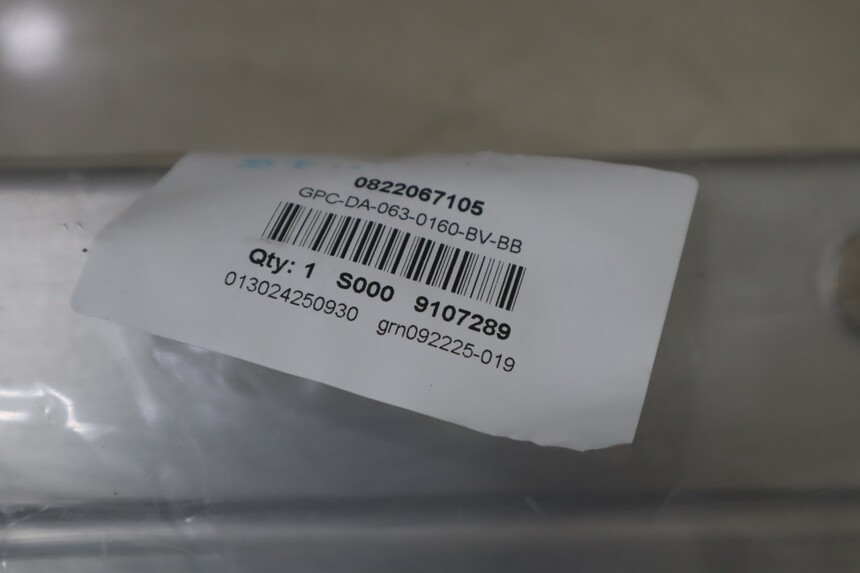 0822067105
GPC-DA-063-0160-BV-BB
Qty: 1 S000 9107289
013024250930 grn092225-019